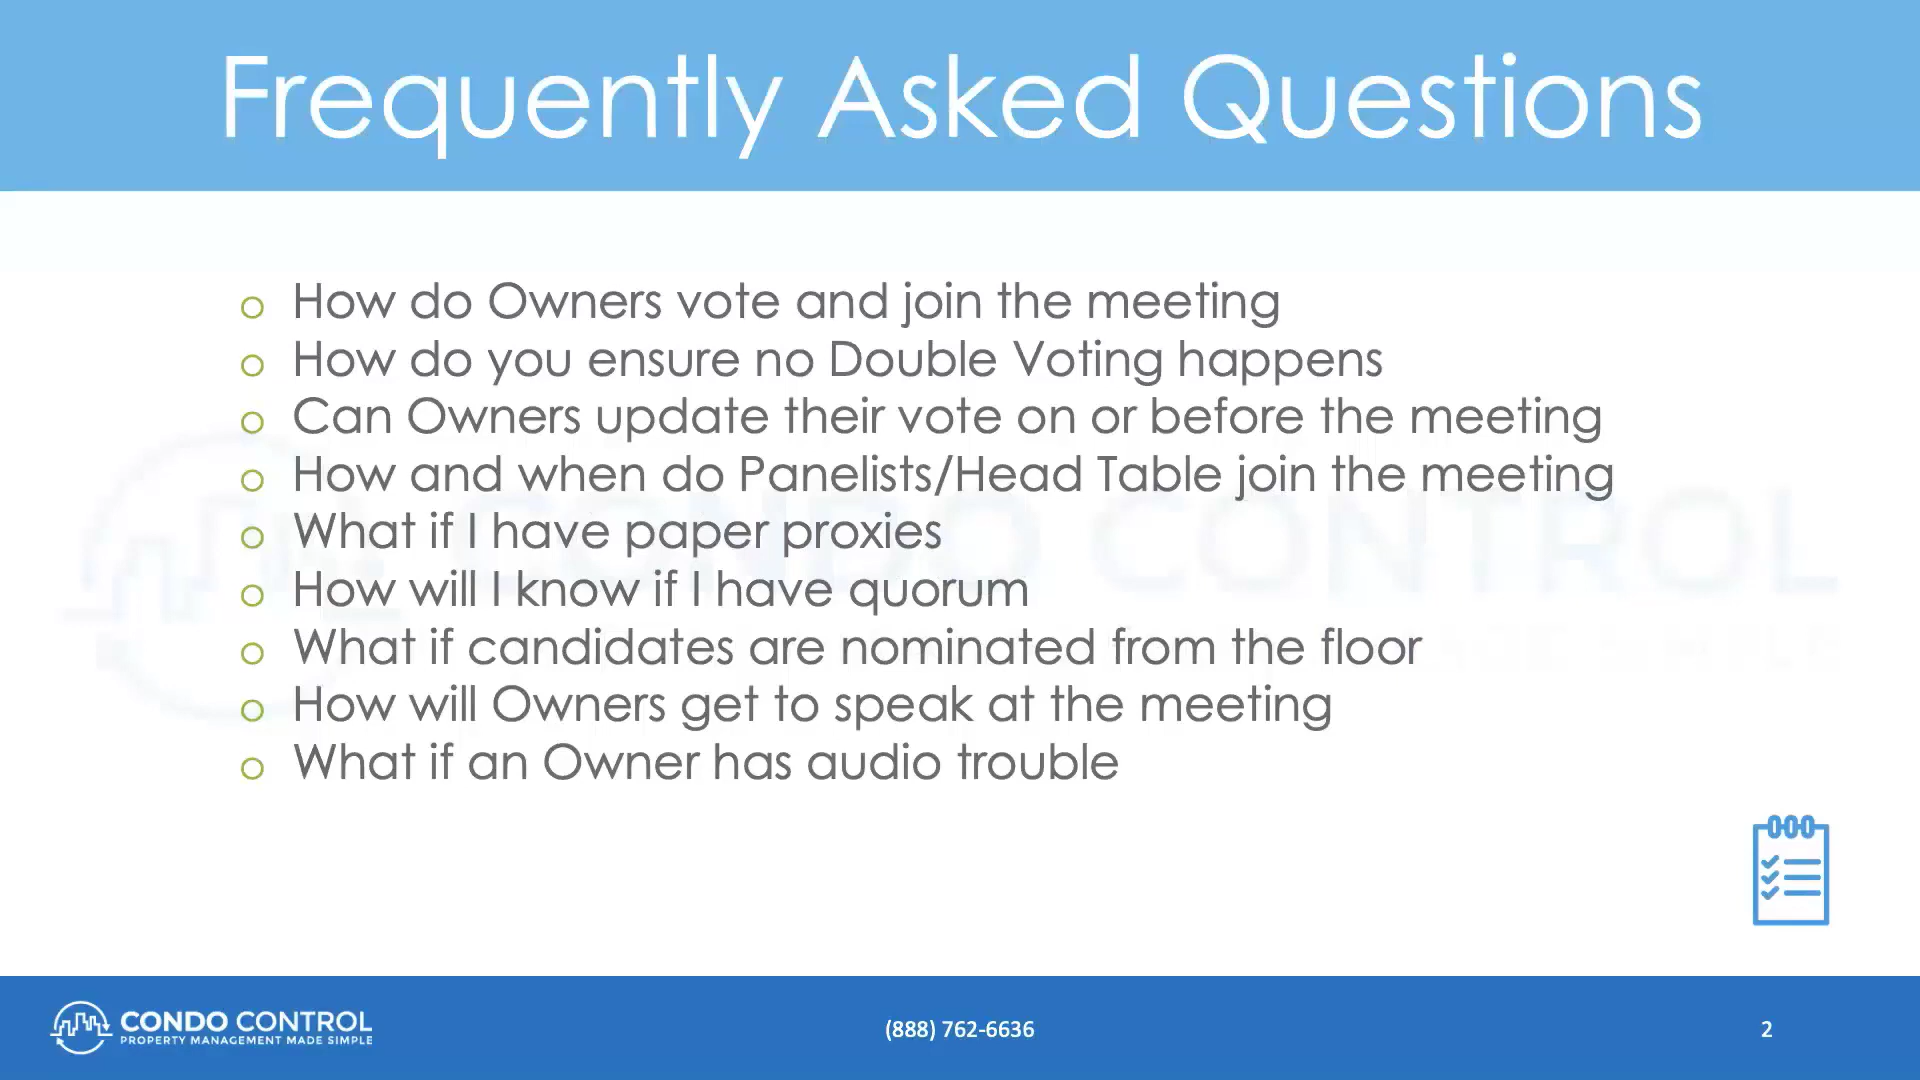 Frequently Asked Questions
o How do Owners vote and join the meeting
o How do you ensure no Double Voting happens
o Can Owners update their vote on or before the meeting
o How and when do Panelists/Head Table join the meeting
o What if I have paper proxies
o How will I know if I have quorum
o What if candidates are nominated from the floor
o How will Owners get to speak at the meeting
o What if an Owner has audio trouble
CONDO CONTROL
CONDO CONTROL
PROPERTY MANAGEMENT MADE SIMPLE
(888) 762-6636
2